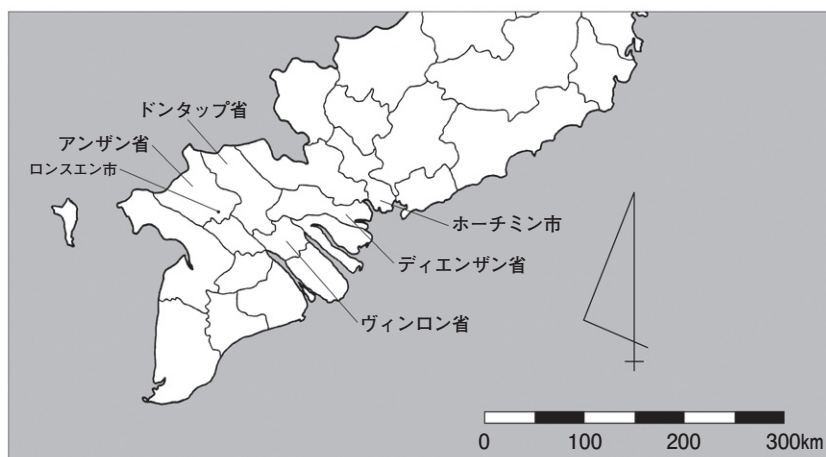 ドンタップ省
アンザン省
ロンスエン市
ホーチミン市
ディエンザン省
ヴィンロン省
0 100 200 300km